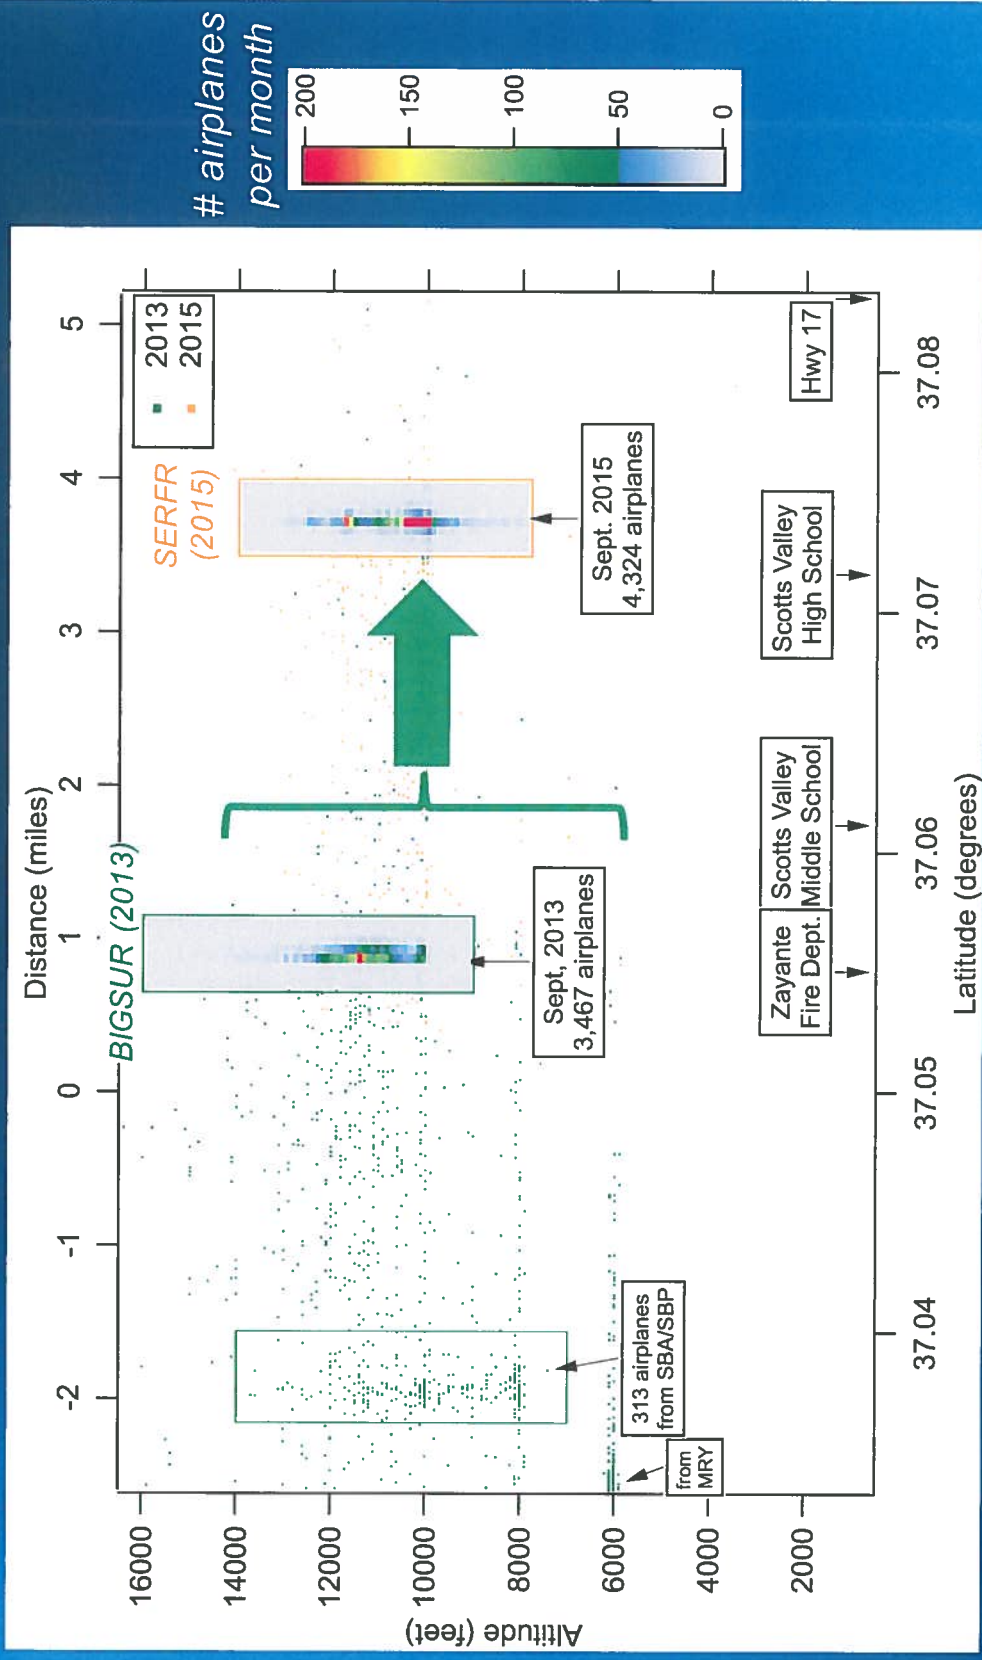 # airplanes
per month
200
150
100
50
0
Distance (miles)
-2
-1
0
1
2
3
4
5
BIGSUR (2013)
SERFR
(2015)
2013
2015
Altitude (feet)
16000
14000
12000
10000
8000
6000
4000
2000
Sept, 2013
3,467 airplanes
Sept. 2015
4,324 airplanes
313 airplanes
from SBA/SBP
from
MRY
Zayante
Fire Dept.
Scotts Valley
Middle School
Scotts Valley
High School
Hwy 17
37.04
37.05
37.06
37.07
37.08
Latitude (degrees)